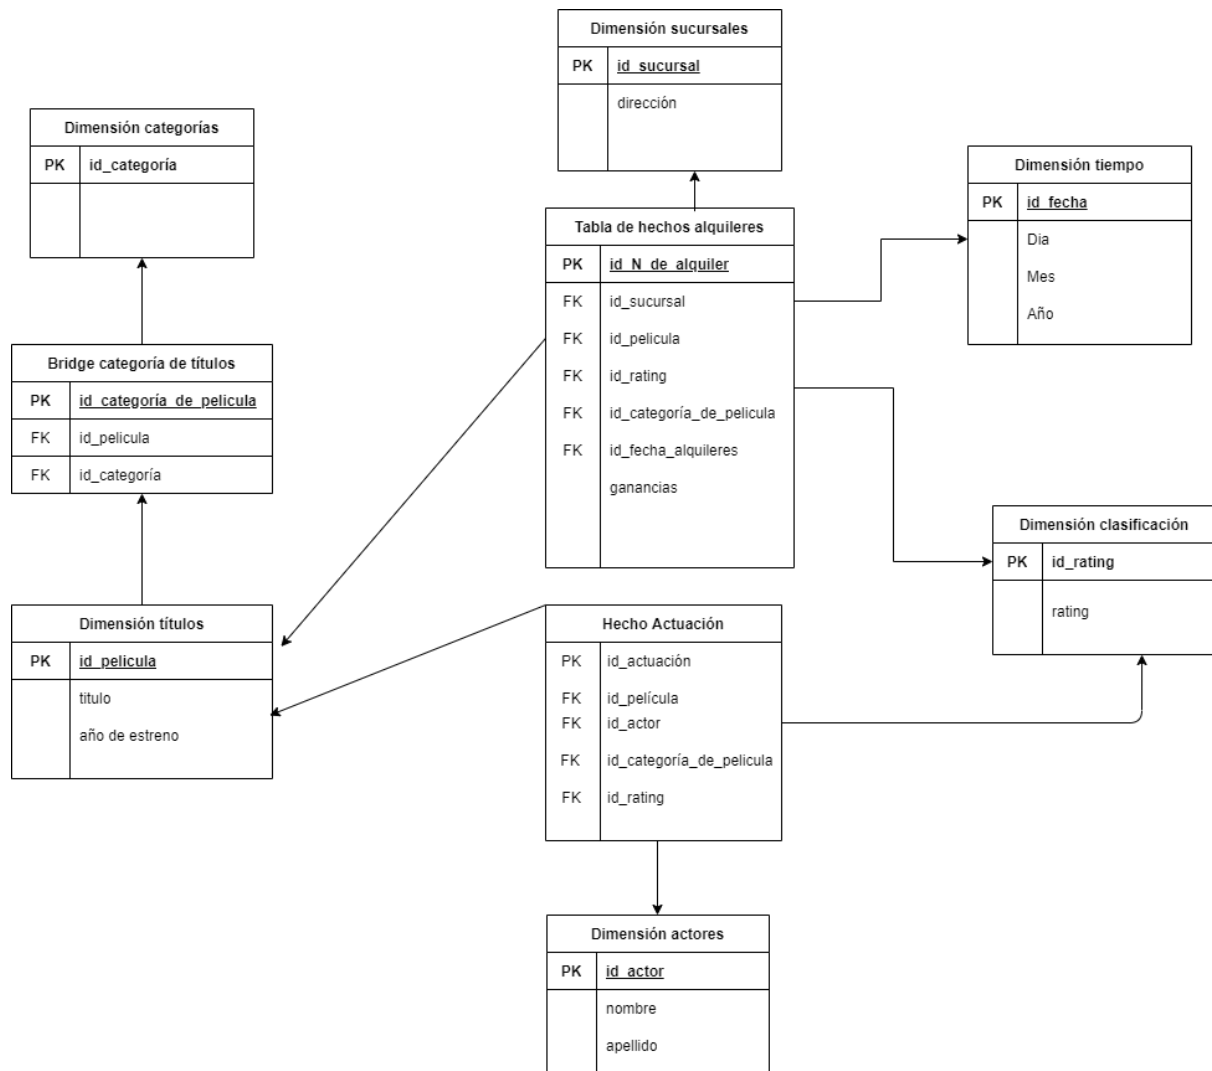 Dimensión sucursales
PK id_sucursal
dirección
Dimensión categorías
PK id_categoría
Dimensión tiempo
PK id_fecha
Dia
Mes
Año
Tabla de hechos alquileres
PK id_N_de_alquiler
FK id_sucursal
FK id_pelicula
FK id_rating
FK id_categoría_de_pelicula
FK id_fecha_alquileres
ganancias
Bridge categoría de títulos
PK id_categoría_de_pelicula
FK id_pelicula
FK id_categoría
Dimensión clasificación
PK id_rating
rating
Dimensión títulos
PK id_pelicula
titulo
año de estreno
Hecho Actuación
PK id_actuación
FK id_película
FK id_actor
FK id_categoría_de_pelicula
FK id_rating
Dimensión actores
PK id_actor
nombre
apellido